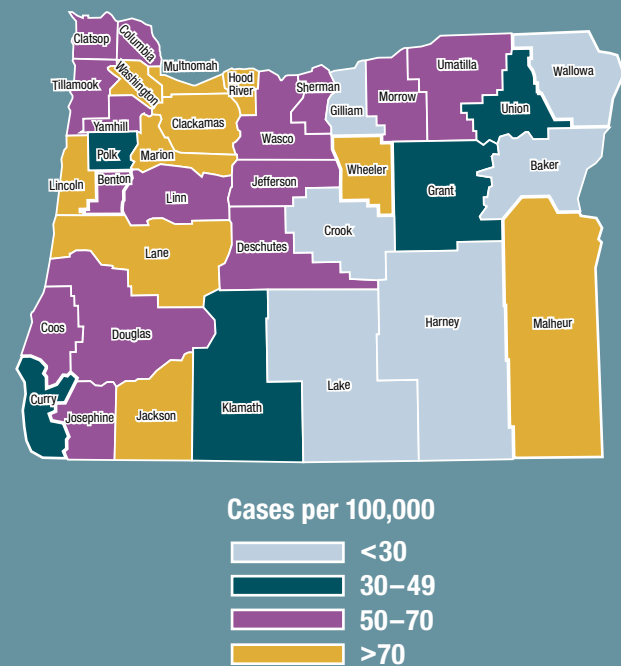 Clatsop
Columbia
Multnomah
Tillamook
Washington
Hood
River
Sherman
Gilliam
Morrow
Umatilla
Wallowa
Union
Yamhill
Clackamas
Wasco
Polk
Marion
Wheeler
Grant
Baker
Lincoln
Benton
Linn
Jefferson
Crook
Lane
Deschutes
Coos
Douglas
Harney
Malheur
Curry
Josephine
Jackson
Klamath
Lake
Cases per 100,000
<30
30–49
50–70
>70